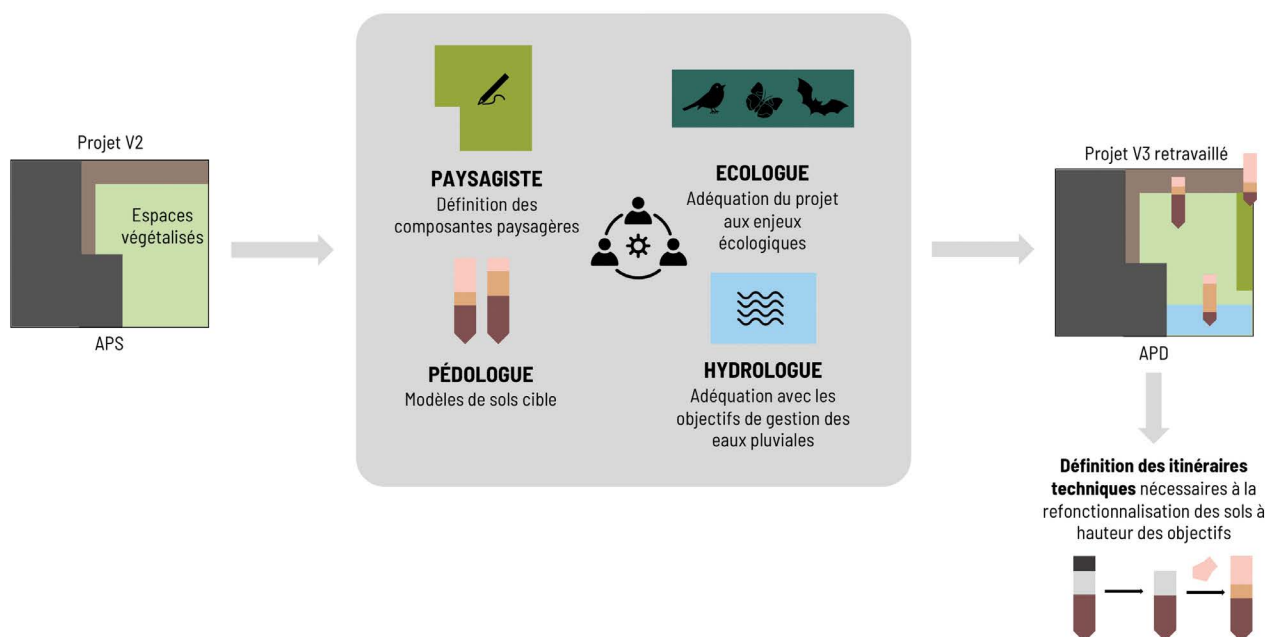 Projet V2
Espaces
végétalisés
APS
PAYSAGISTE
Définition des
composantes paysagères
ECOLOGUE
Adéquation du projet
aux enjeux
écologiques
PÉDOLOGUE
Modèles de sols cible
HYDROLOGUE
Adéquation avec les
objectifs de gestion des
eaux pluviales
Projet V3 retravaillé
APD
Définition des itinéraires
techniques nécessaires à la
refonctionnalisation des sols à
hauteur des objectifs